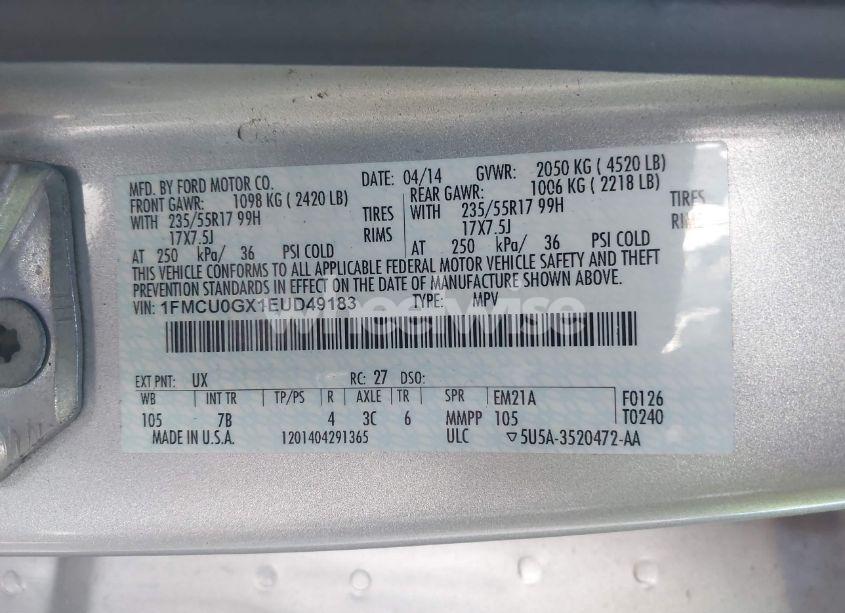 MFD. BY FORD MOTOR CO. DATE: 04/14 GVWR: 2050 KG ( 4520 LB)
FRONT GAWR: 1098 KG ( 2420 LB) REAR GAWR: 1006 KG ( 2218 LB)
WITH 235/55R17 99H TIRES WITH 235/55R17 99H TIRES
17X7.5J RIMS 17X7.5J RIMS
AT 250 kPa/ 36 PSI COLD AT 250 kPa/ 36 PSI COLD
THIS VEHICLE CONFORMS TO ALL APPLICABLE FEDERAL MOTOR VEHICLE SAFETY AND THEFT
PREVENTION STANDARDS IN EFFECT ON THE DATE OF MANUFACTURE SHOWN ABOVE.
VIN: 1FMCU0GX1EUD49183 TYPE: MPV
wheelwise
EXT PNT: UX RC: 27 DSO:
WB INT TR TP/PS R AXLE TR SPR EM21A F0126
105 7B 4 3C 6 MMPP 105 T0240
MADE IN U.S.A. 1201404291365 ULC ▽5U5A-3520472-AA